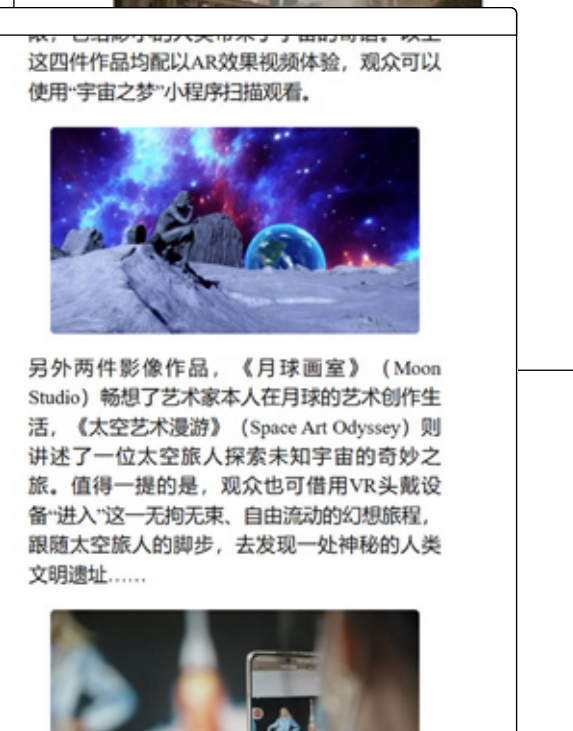 这四件作品均配以AR效果视频体验，观众可以
使用“宇宙之梦”小程序扫描观看。
另外两件影像作品，《月球画室》（Moon
Studio）畅想了艺术家本人在月球的艺术创作生
活，《太空艺术漫游》（Space Art Odyssey）则
讲述了一位太空旅人探索未知宇宙的奇妙之
旅。值得一提的是，观众也可借用VR头戴设
备“进入”这一无拘无束、自由流动的幻想旅程，
跟随太空旅人的脚步，去发现一处神秘的人类
文明遗址……